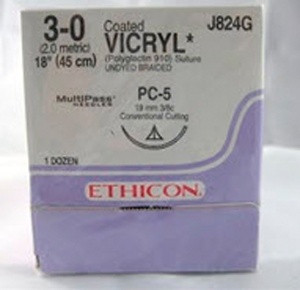 3-0
(2.0 metric)
18" (45 cm)
Coated
VICRYL*
(Polyglactin 910) Suture
UNDYED BRAIDED
J824G
MultiPass*
NEEDLES
PC-5
19 mm 3/8c
Conventional Cutting
1 DOZEN
ETHICON